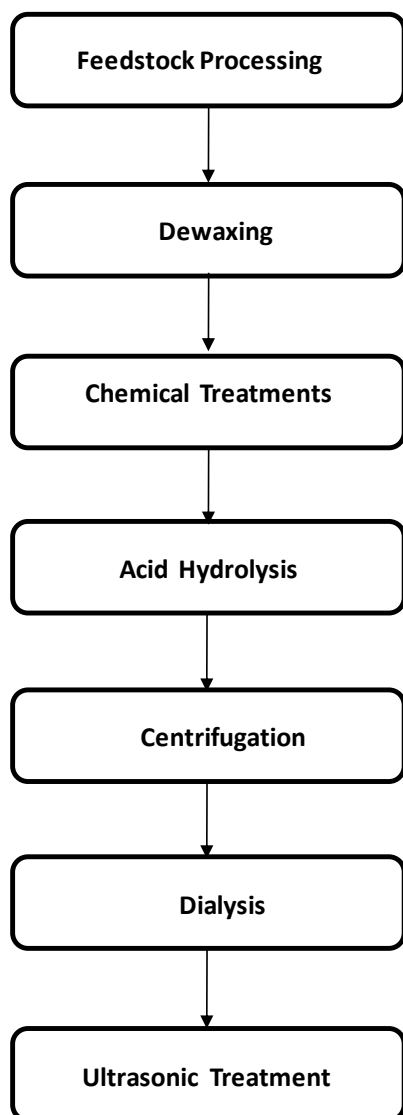 Feedstock Processing
Dewaxing
Chemical Treatments
Acid Hydrolysis
Centrifugation
Dialysis
Ultrasonic Treatment